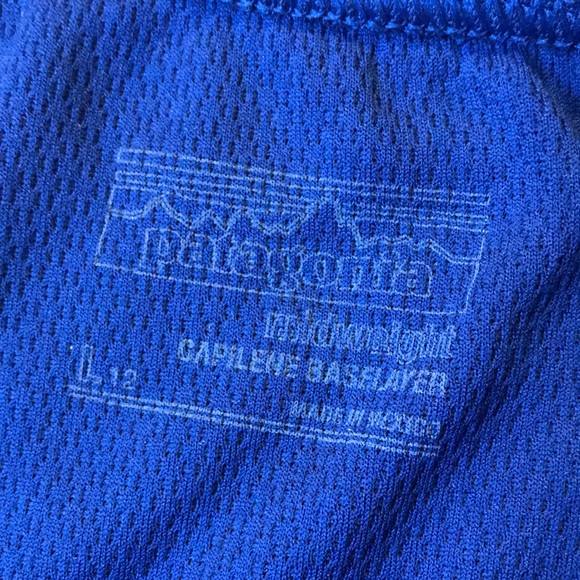 patagonia
midweight
CAPILENE BASELAYER
L 12
MADE IN MEXICO